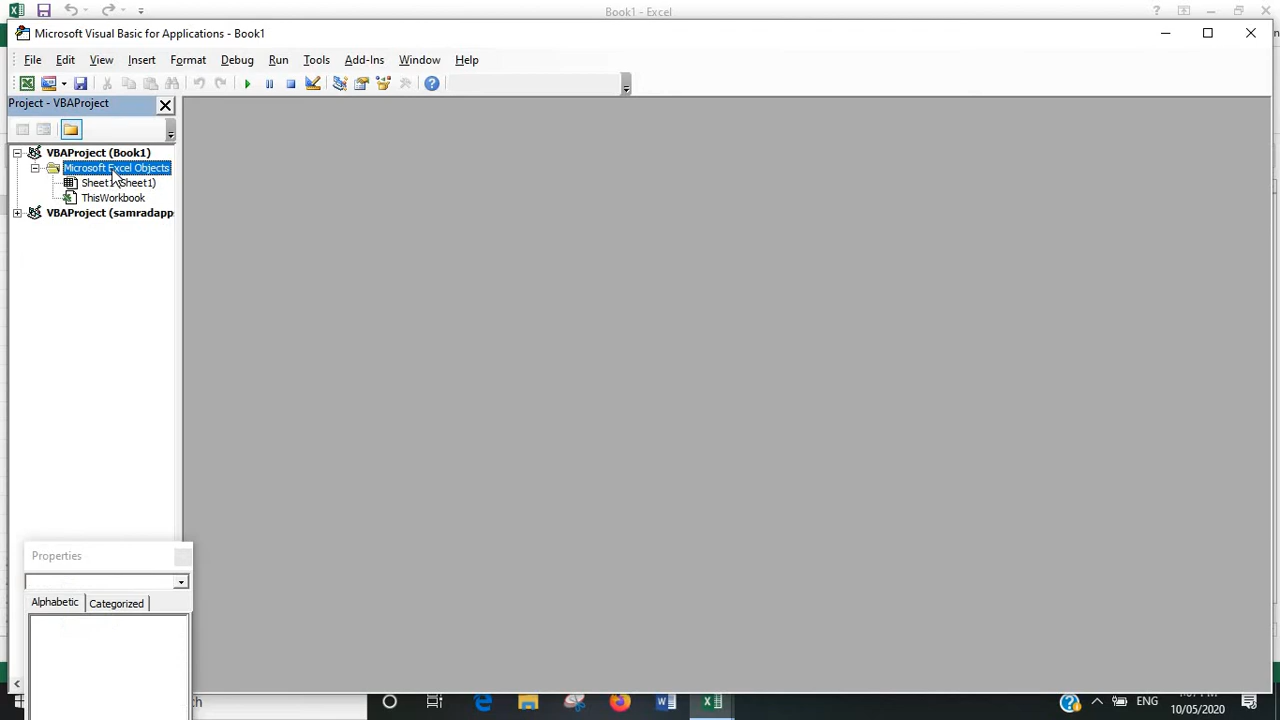 Book1 - Excel
Microsoft Visual Basic for Applications - Book1
File Edit View Insert Format Debug Run Tools Add-Ins Window Help
Project - VBAProject
VBAProject (Book1)
Microsoft Excel Objects
Sheet1 (Sheet1)
ThisWorkbook
VBAProject (samradapp
Properties
Alphabetic Categorized
ch
ENG
10/05/2020